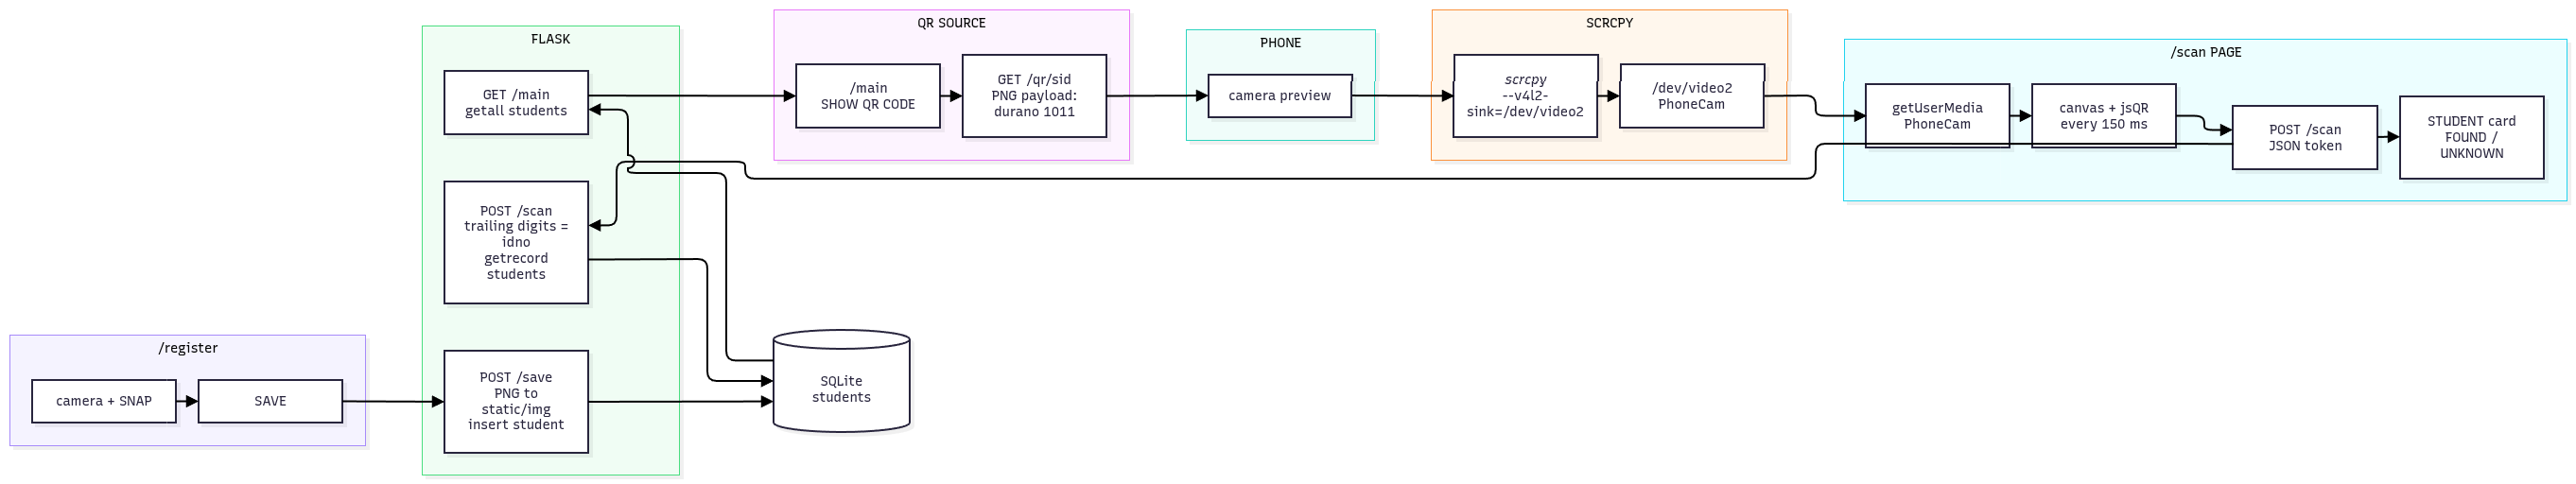 FLASK
GET /main
getall students
POST /scan
trailing digits =
idno
getrecord
students
POST /save
PNG to
static/img
insert student
/register
camera + SNAP
SAVE
SQLite
students
QR SOURCE
/main
SHOW QR CODE
GET /qr/sid
PNG payload:
durano 1011
PHONE
camera preview
SCRCPY
scrcpy
--v4l2-
sink=/dev/video2
/dev/video2
PhoneCam
/scan PAGE
getUserMedia
PhoneCam
canvas + jsQR
every 150 ms
POST /scan
JSON token
STUDENT card
FOUND /
UNKNOWN